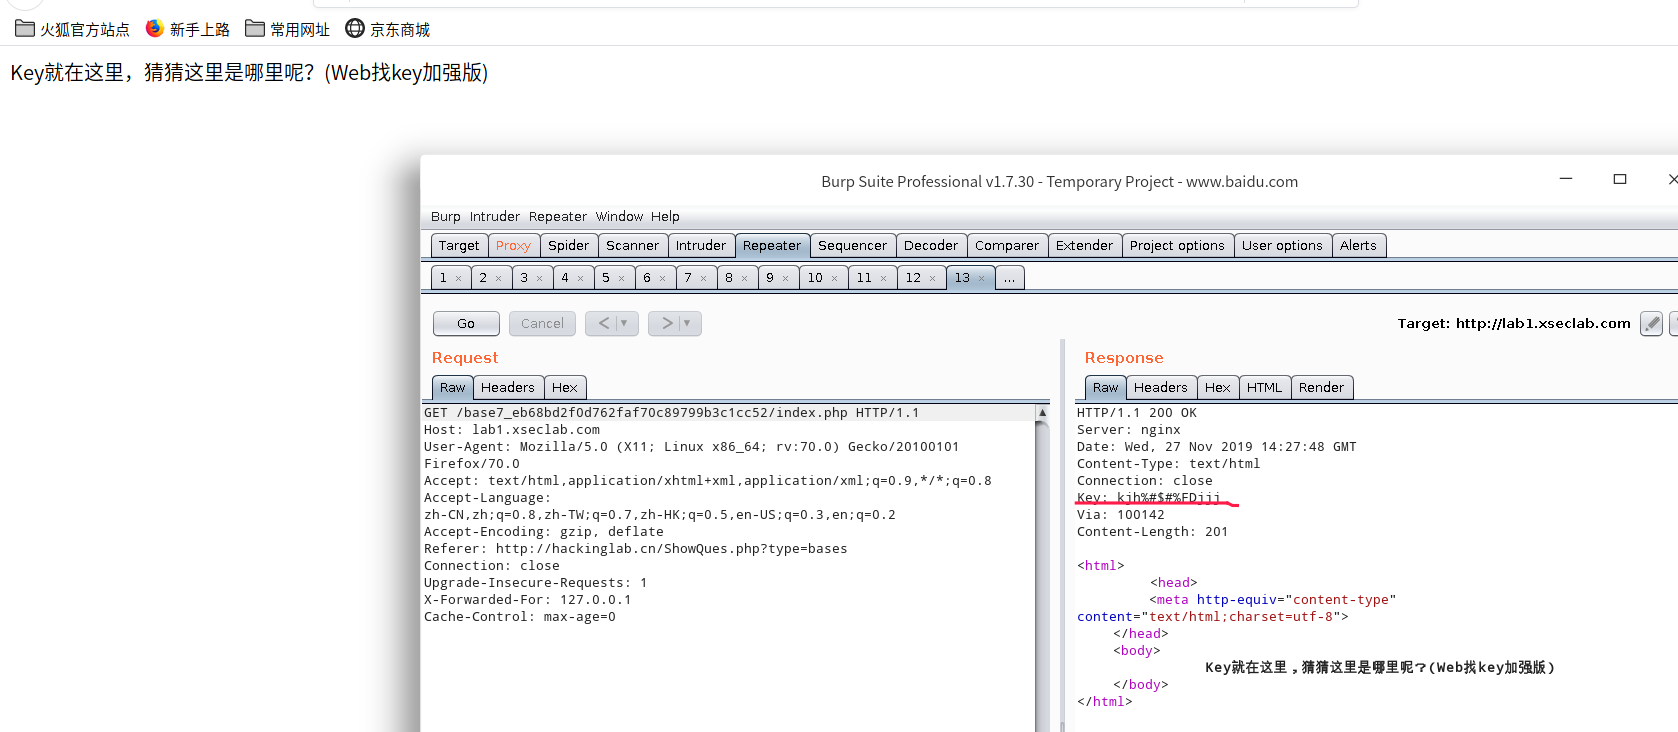 火狐官方站点 新手上路 常用网址 京东商城
Key就在这里，猜猜这里是哪里呢？(Web找key加强版)
Burp Suite Professional v1.7.30 - Temporary Project - www.baidu.com
Burp Intruder Repeater Window Help
Target Proxy Spider Scanner Intruder Repeater Sequencer Decoder Comparer Extender Project options User options Alerts
1 × 2 × 3 × 4 × 5 × 6 × 7 × 8 × 9 × 10 × 11 × 12 × 13 × ...
Go Cancel < > Target: http://lab1.xseclab.com
Request
Raw Headers Hex
GET /base7_eb68bd2f0d762faf70c89799b3c1cc52/index.php HTTP/1.1
Host: lab1.xseclab.com
User-Agent: Mozilla/5.0 (X11; Linux x86_64; rv:70.0) Gecko/20100101
Firefox/70.0
Accept: text/html,application/xhtml+xml,application/xml;q=0.9,*/*;q=0.8
Accept-Language:
zh-CN,zh;q=0.8,zh-TW;q=0.7,zh-HK;q=0.5,en-US;q=0.3,en;q=0.2
Accept-Encoding: gzip, deflate
Referer: http://hackinglab.cn/ShowQues.php?type=bases
Connection: close
Upgrade-Insecure-Requests: 1
X-Forwarded-For: 127.0.0.1
Cache-Control: max-age=0
Response
Raw Headers Hex HTML Render
HTTP/1.1 200 OK
Server: nginx
Date: Wed, 27 Nov 2019 14:27:48 GMT
Content-Type: text/html
Connection: close
Key: kjh%#$#%FDjjj
Via: 100142
Content-Length: 201
<html>
<head>
<meta http-equiv="content-type"
content="text/html;charset=utf-8">
</head>
<body>
Key就在这里，猜猜这里是哪里呢？(Web找key加强版)
</body>
</html>